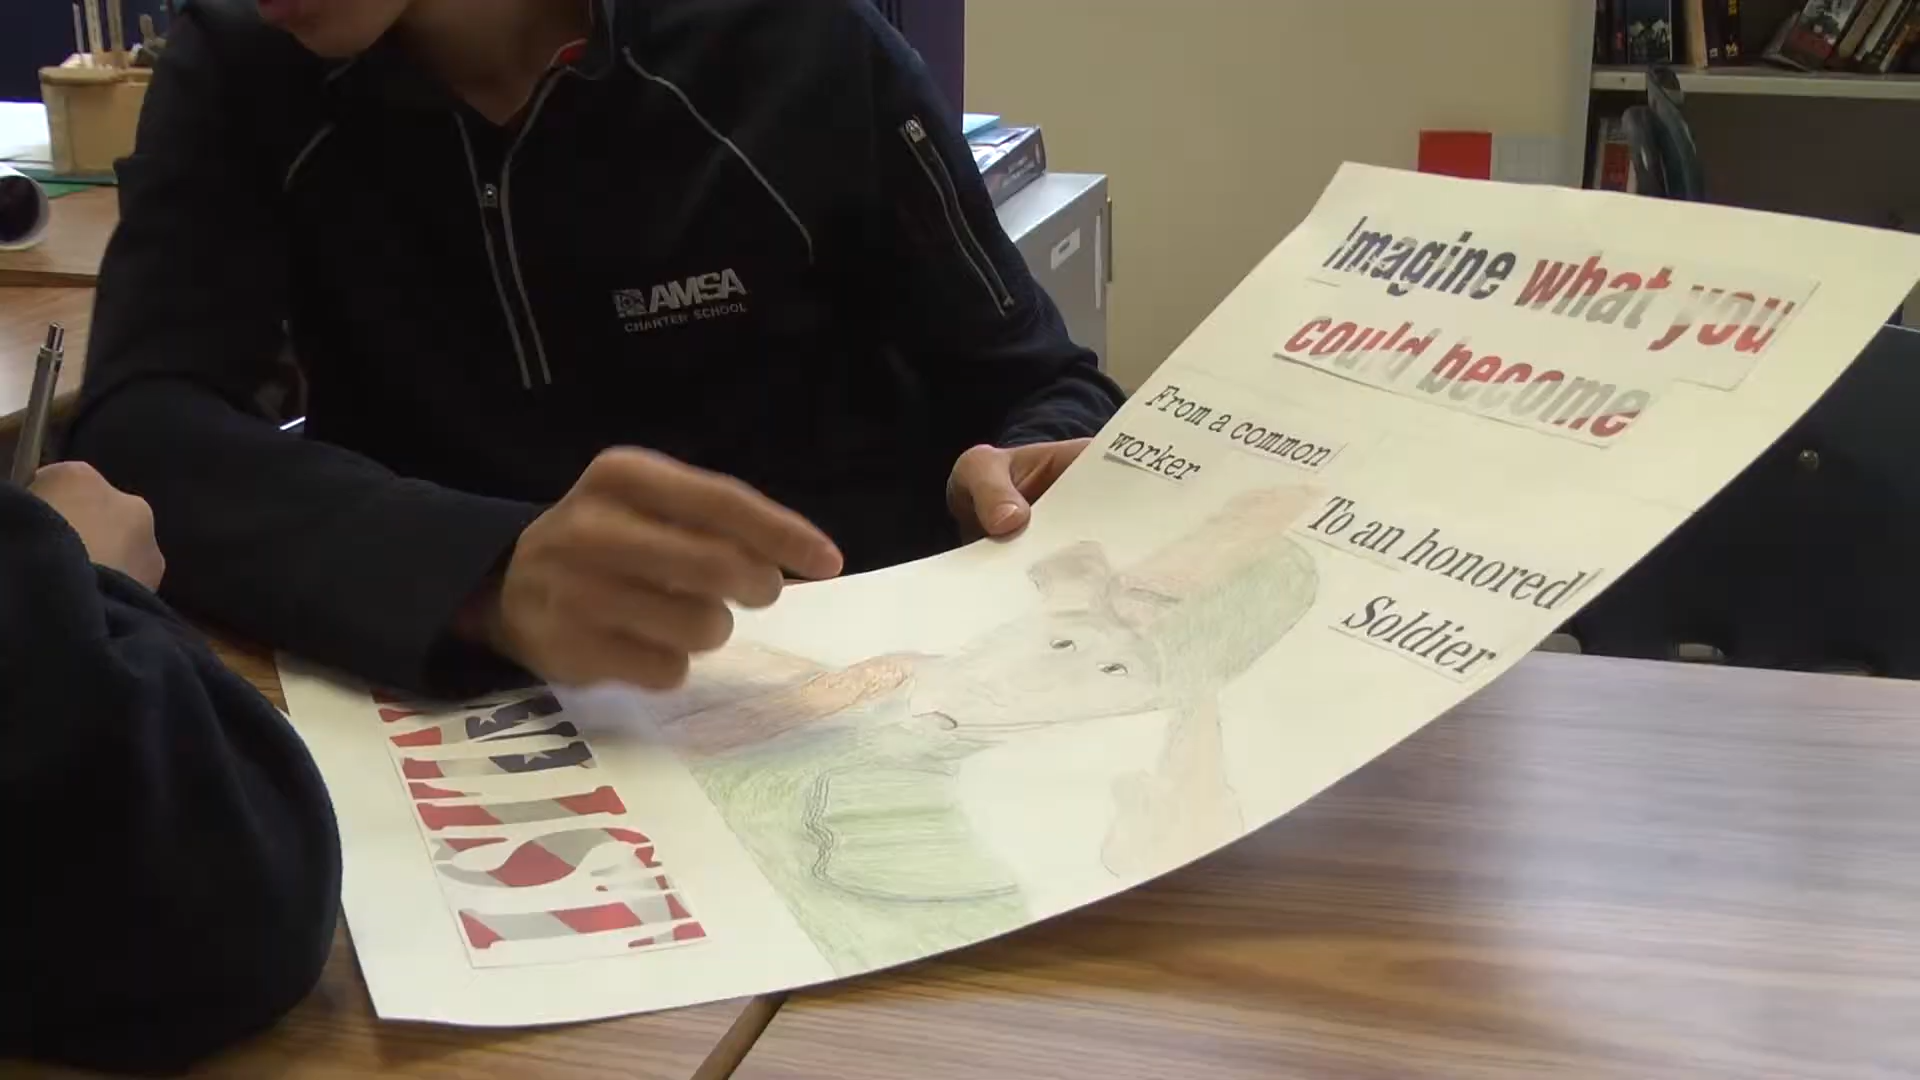 AMSA
CHARTER SCHOOL
Imagine what you
could become
From a common
worker
To an honored
Soldier